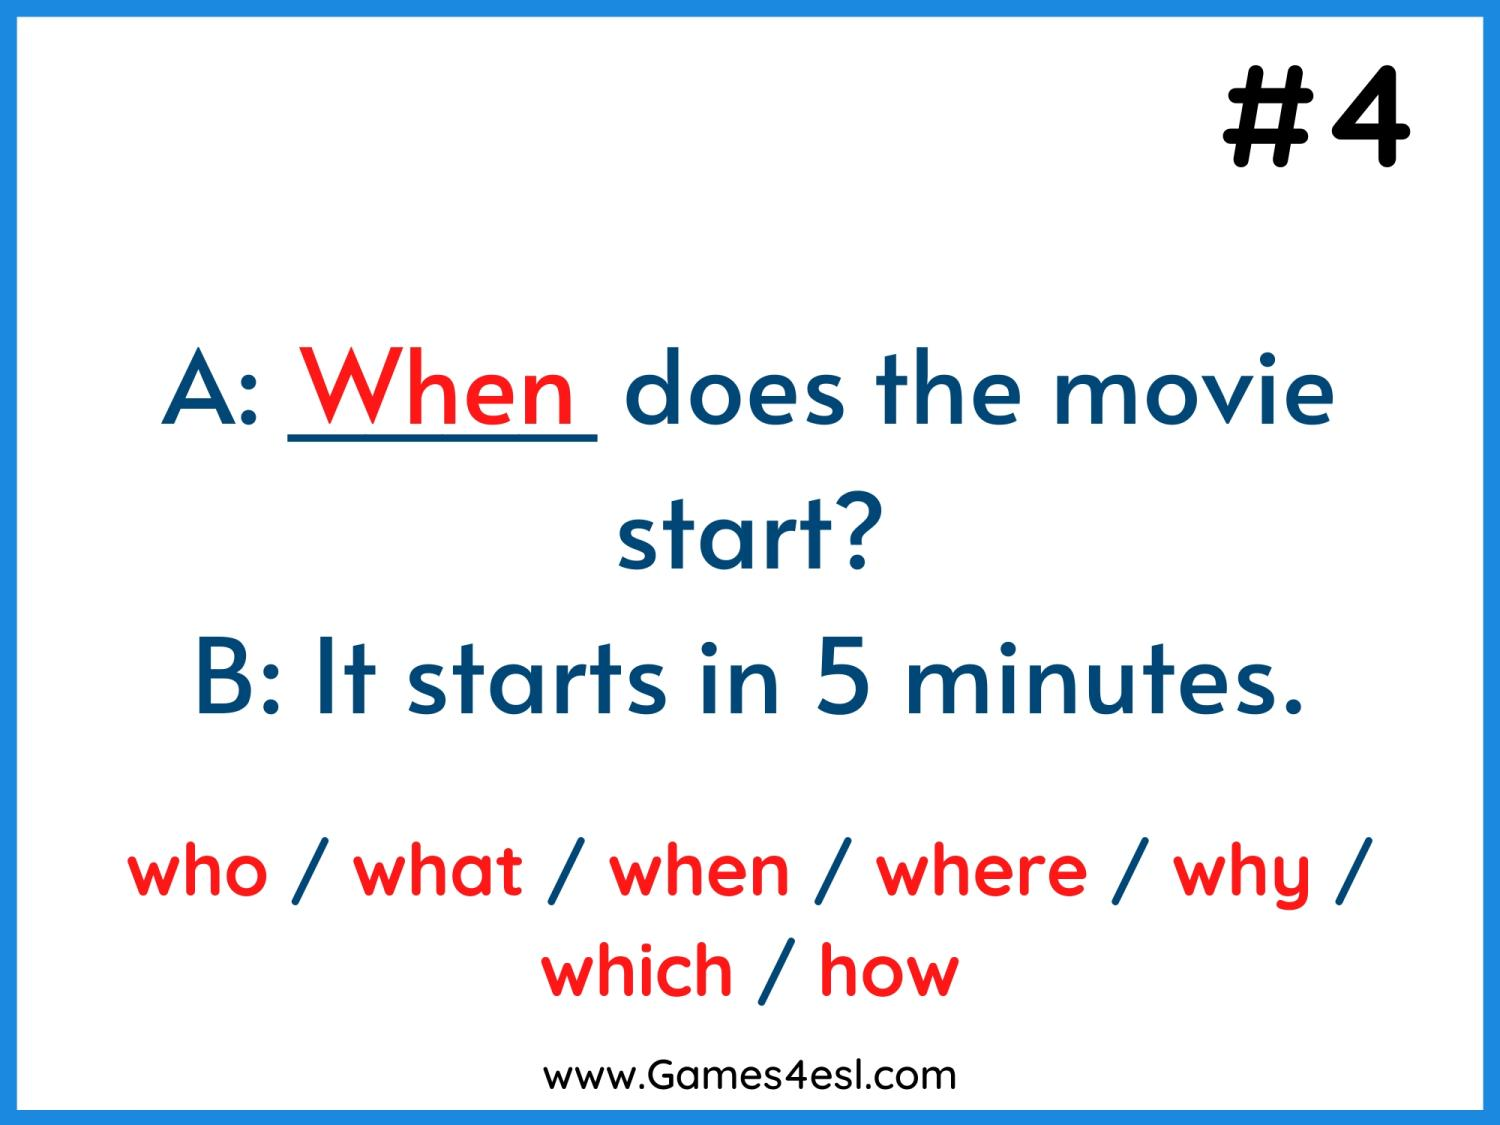 #4
A: When does the movie
start?
B: It starts in 5 minutes.
who / what / when / where / why /
which / how
www.Games4esl.com